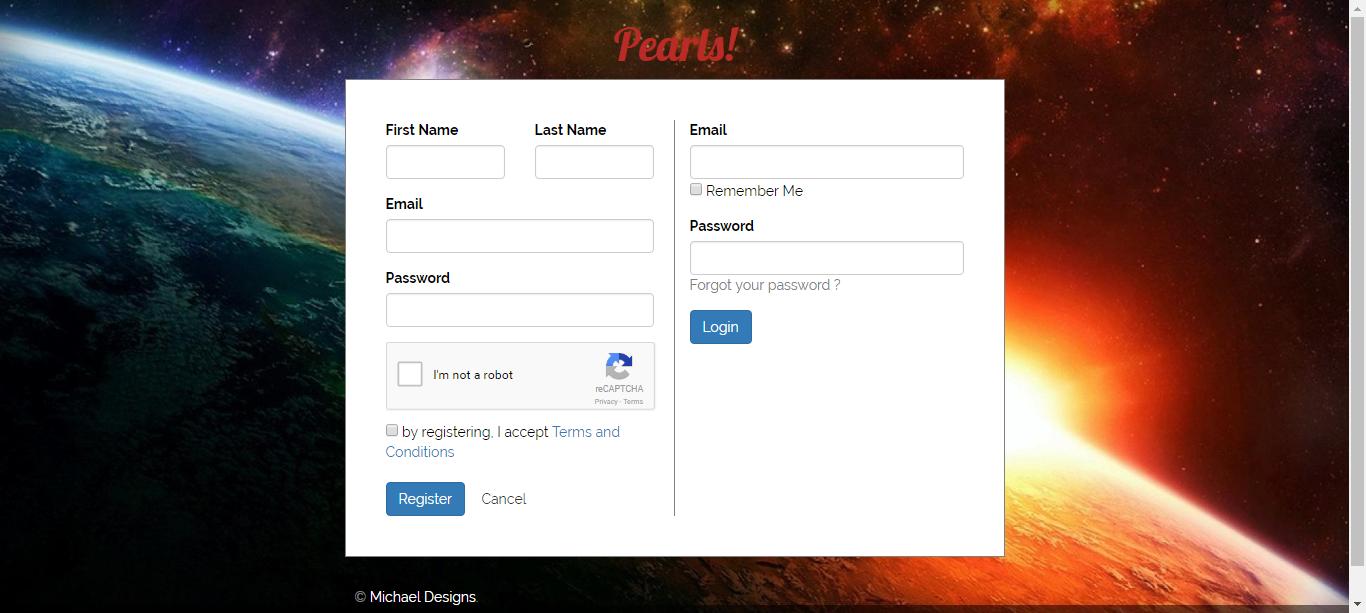 Pearls!
First Name
Last Name
Email
Password
I'm not a robot
reCAPTCHA
Privacy - Terms
by registering, I accept Terms and
Conditions
Register
Cancel
Email
Remember Me
Password
Forgot your password ?
Login
© Michael Designs.